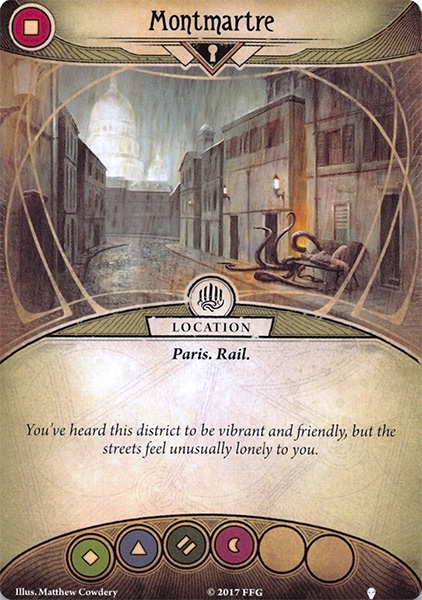 Montmartre
LOCATION
Paris. Rail.
You've heard this district to be vibrant and friendly, but the
streets feel unusually lonely to you.
Illus. Matthew Cowdery
© 2017 FFG